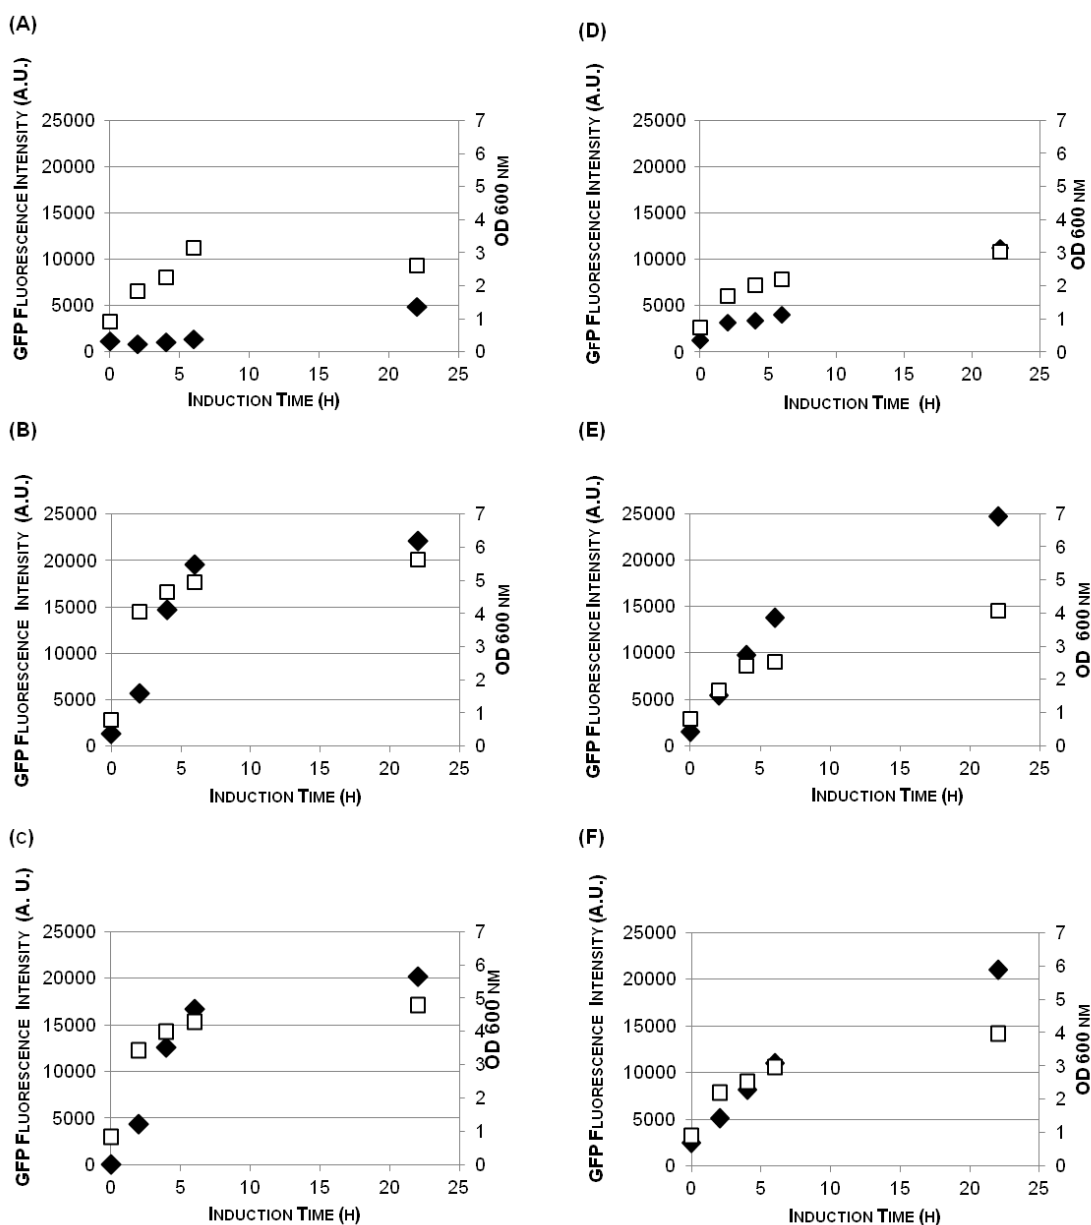 (A)
GFP FLUORESCENCE INTENSITY (A.U.)
25000
20000
15000
10000
5000
0
7
6
5
4
3
2
1
0
OD 600 NM
0 5 10 15 20 25
INDUCTION TIME (H)
(D)
GFP FLUORESCENCE INTENSITY (A.U.)
25000
20000
15000
10000
5000
0
7
6
5
4
3
2
1
0
OD 600 NM
0 5 10 15 20 25
INDUCTION TIME (H)
(B)
GFP FLUORESCENCE INTENSITY (A.U.)
25000
20000
15000
10000
5000
0
7
6
5
4
3
2
1
0
OD 600 NM
0 5 10 15 20 25
INDUCTION TIME (H)
(E)
GFP FLUORESCENCE INTENSITY (A.U.)
25000
20000
15000
10000
5000
0
7
6
5
4
3
2
1
0
OD 600 NM
0 5 10 15 20 25
INDUCTION TIME (H)
(C)
GFP FLUORESCENCE INTENSITY (A. U.)
25000
20000
15000
10000
5000
0
7
6
5
4
3
2
1
0
OD 600 NM
0 5 10 15 20 25
INDUCTION TIME (H)
(F)
GFP FLUORESCENCE INTENSITY (A.U.)
25000
20000
15000
10000
5000
0
7
6
5
4
3
2
1
0
OD 600 NM
0 5 10 15 20 25
INDUCTION TIME (H)